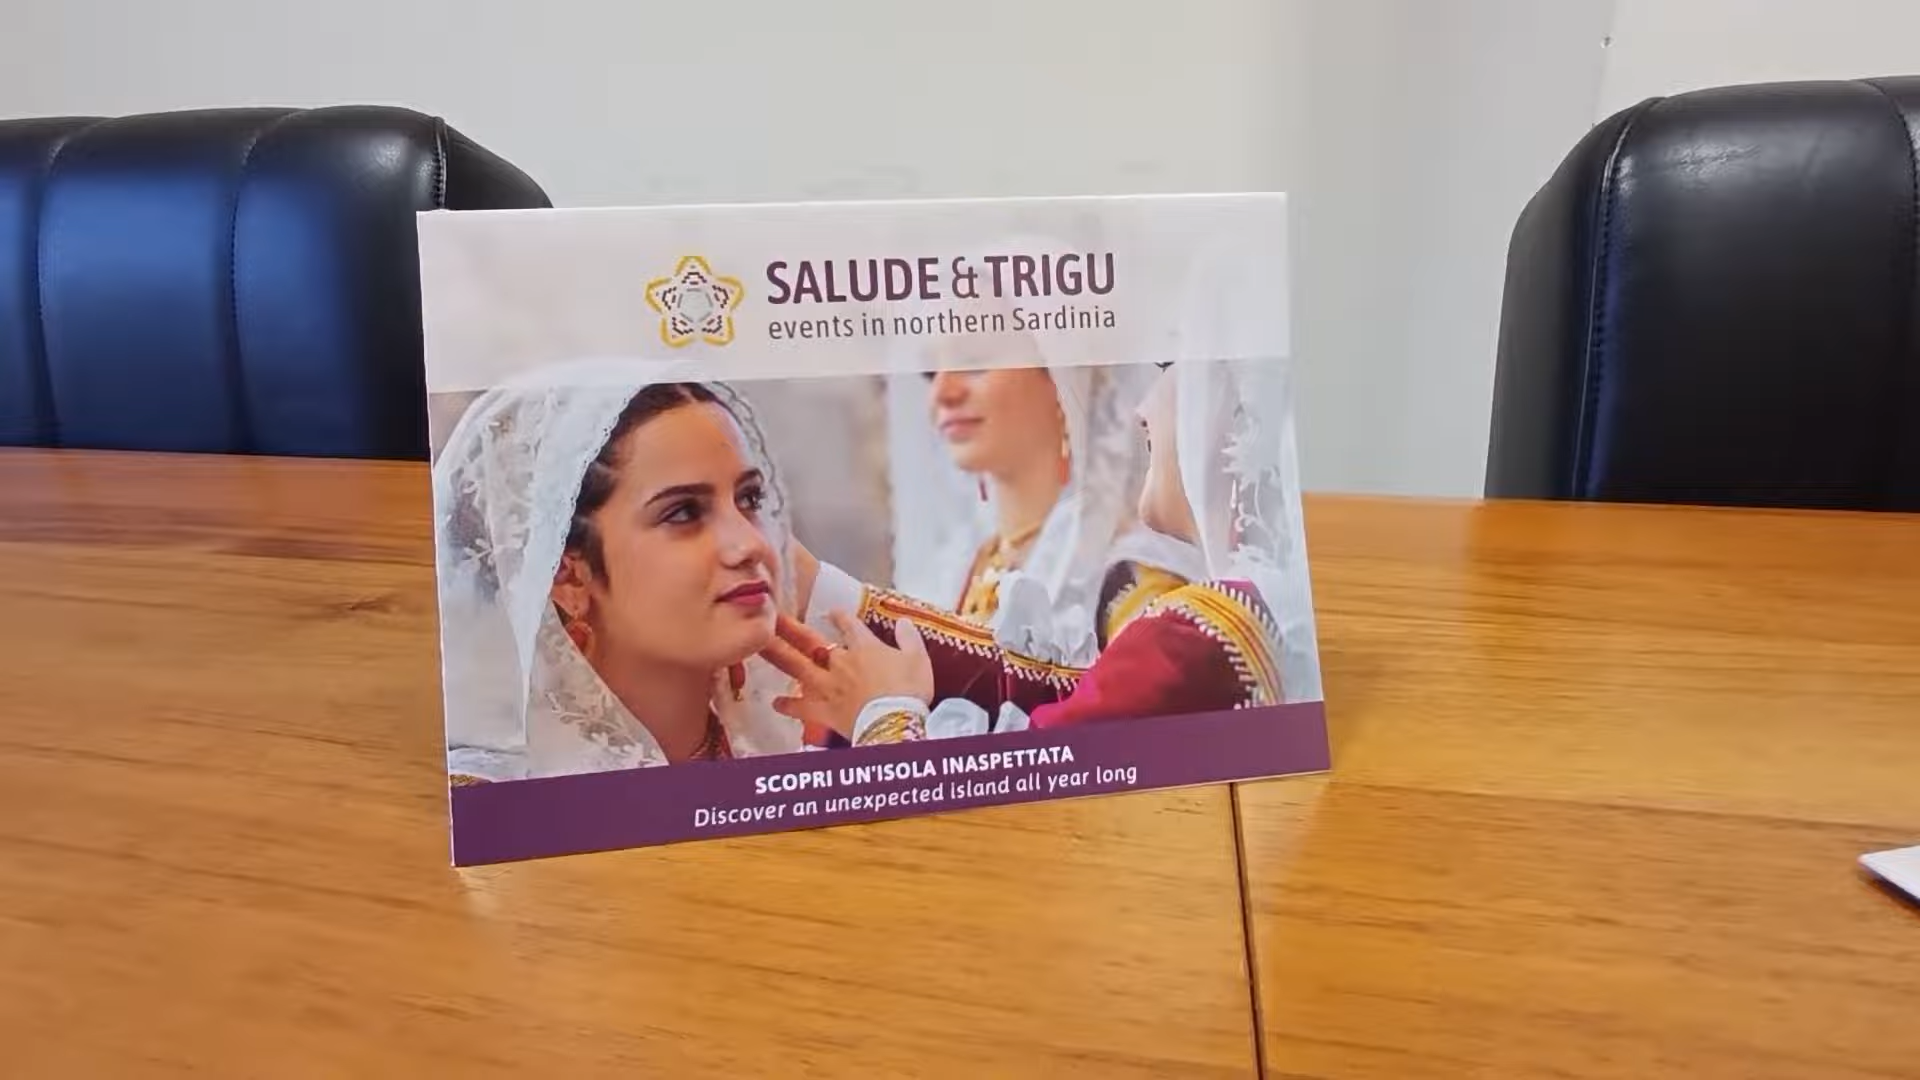 SALUDE & TRIGU
events in northern Sardinia
SCOPRI UN'ISOLA INASPETTATA
Discover an unexpected island all year long